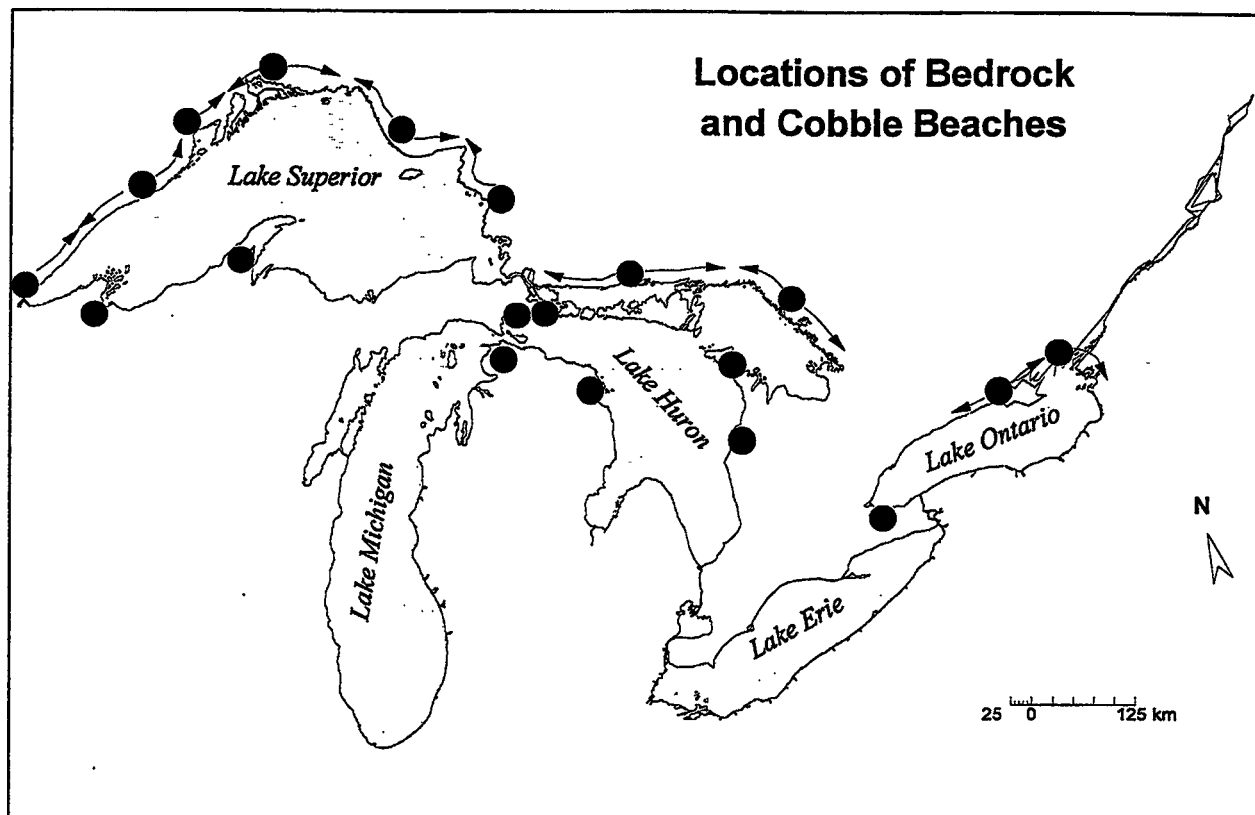 Locations of Bedrock
and Cobble Beaches
Lake Superior
Lake Huron
Lake Michigan
Lake Ontario
Lake Erie
N
25 0 125 km